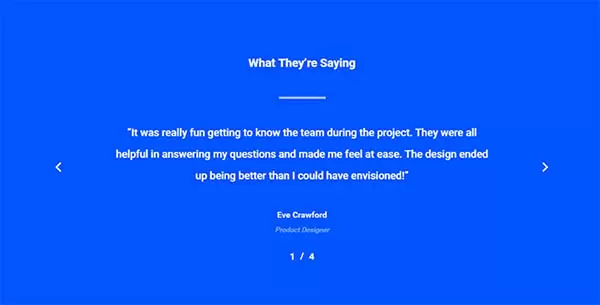 What They're Saying
"It was really fun getting to know the team during the project. They were all
helpful in answering my questions and made me feel at ease. The design ended
up being better than I could have envisioned!"
Eve Crawford
Product Designer
1 / 4